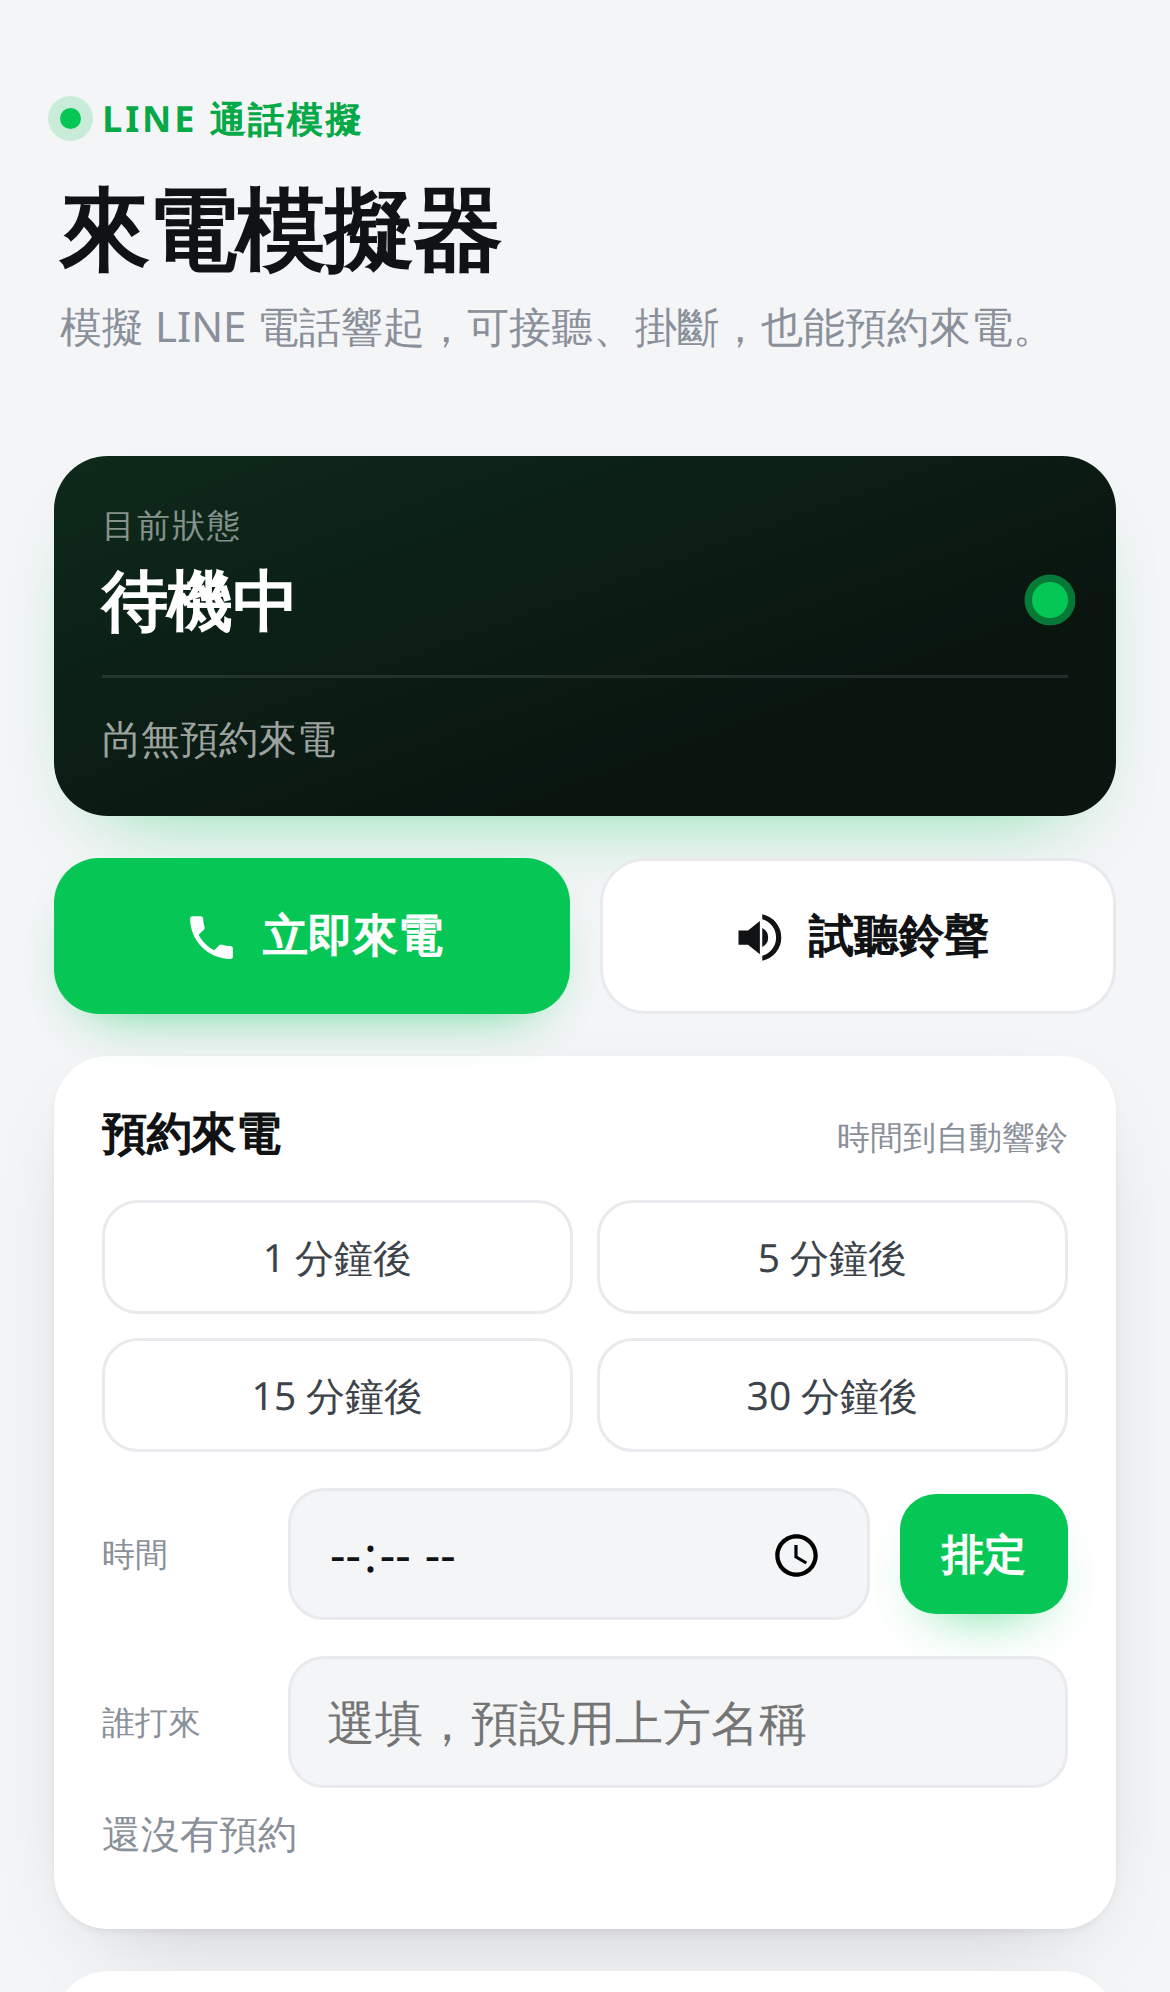 LINE 通話模擬
來電模擬器
模擬 LINE 電話響起，可接聽、掛斷，也能預約來電。
目前狀態
待機中
尚無預約來電
立即來電
試聽鈴聲
預約來電
時間到自動響鈴
1 分鐘後
5 分鐘後
15 分鐘後
30 分鐘後
時間
--:-- --
排定
誰打來
選填，預設用上方名稱
還沒有預約